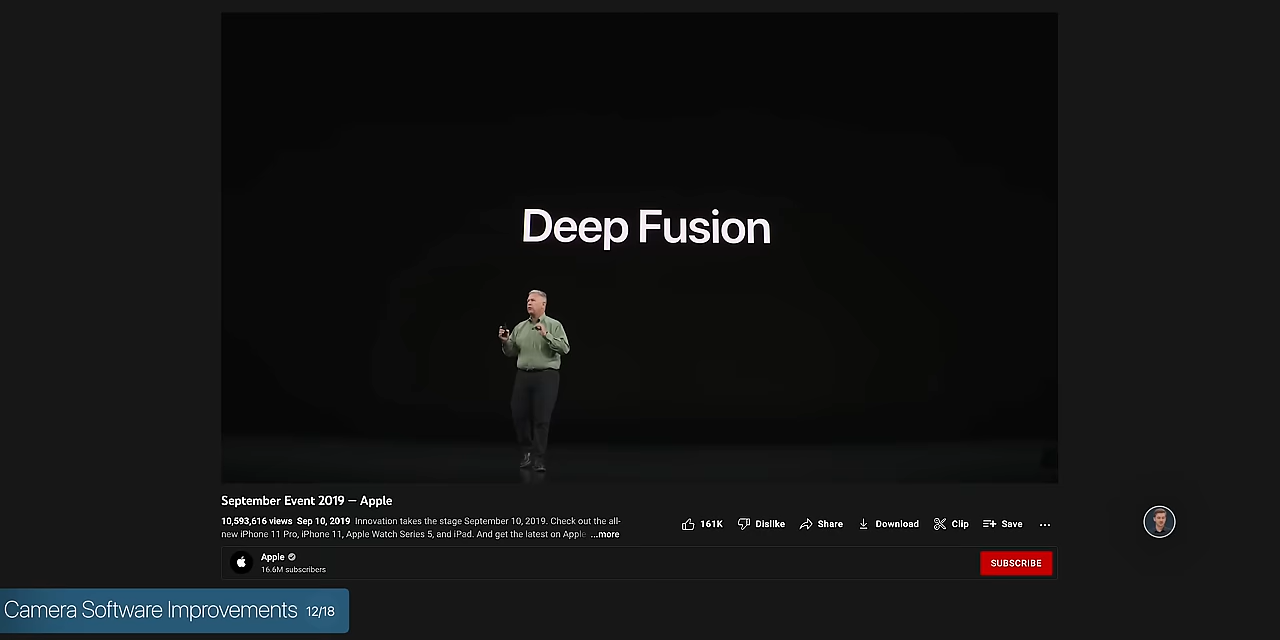 Deep Fusion
September Event 2019 – Apple
10,593,616 views Sep 10, 2019 Innovation takes the stage September 10, 2019. Check out the all-
new iPhone 11 Pro, iPhone 11, Apple Watch Series 5, and iPad. And get the latest on Apple ...more
161K Dislike Share Download Clip Save
Apple
16.6M subscribers
SUBSCRIBE
Camera Software Improvements 12/18